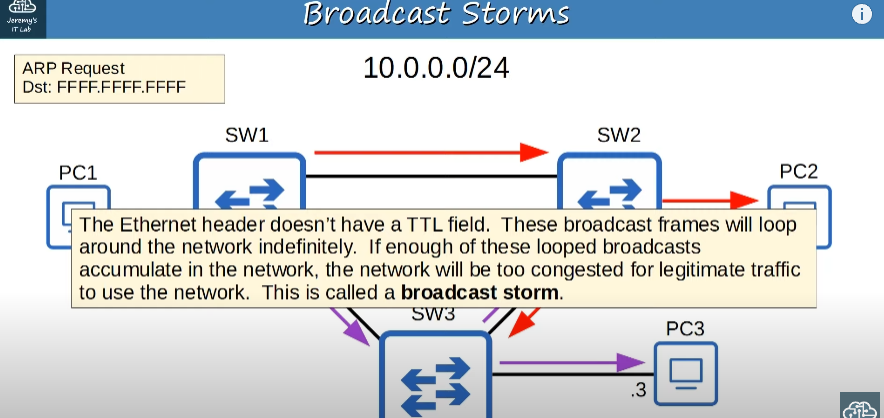 Broadcast Storms
Jeremy's
IT Lab
i
ARP Request
Dst: FFFF.FFFF.FFFF
10.0.0.0/24
SW1
SW2
PC1
PC2
The Ethernet header doesn't have a TTL field. These broadcast frames will loop
around the network indefinitely. If enough of these looped broadcasts
accumulate in the network, the network will be too congested for legitimate traffic
to use the network. This is called a broadcast storm.
SW3
PC3
.3